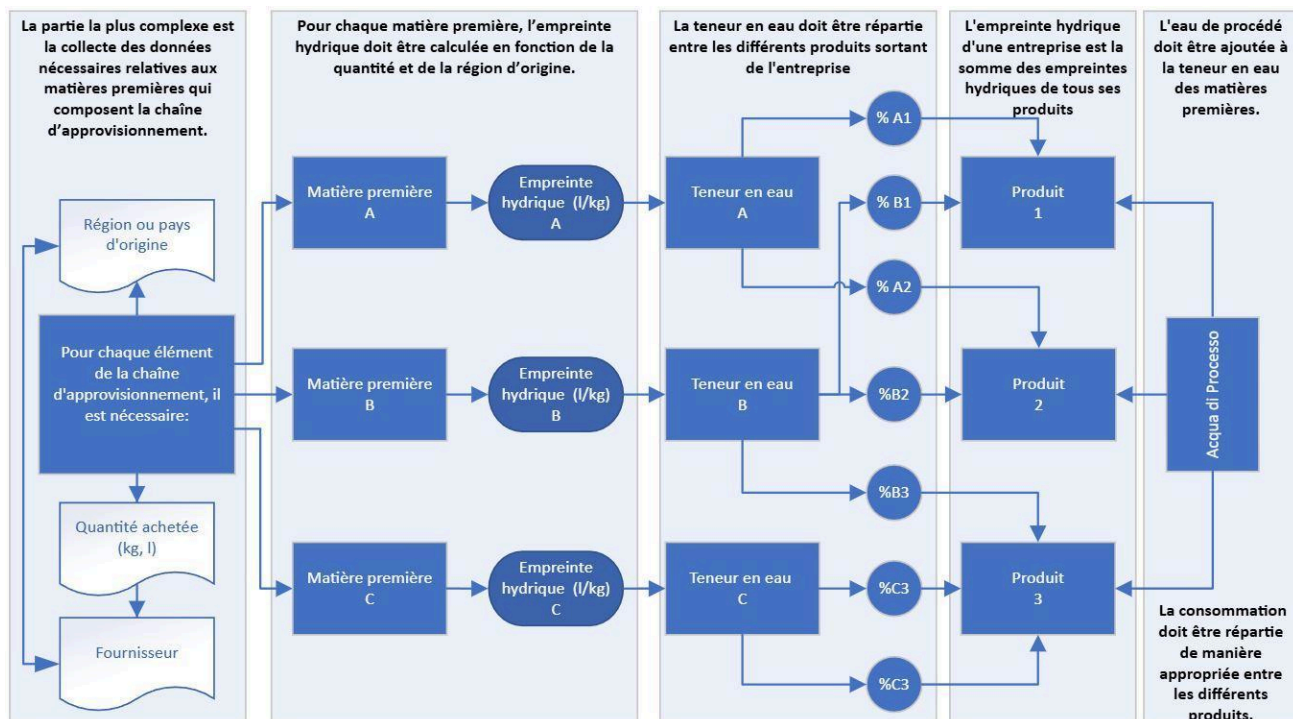 La partie la plus complexe est
la collecte des données
nécessaires relatives aux
matières premières qui
composent la chaîne
d’approvisionnement.
Région ou pays
d'origine
Pour chaque élément
de la chaîne
d'approvisionnement, il
est nécessaire:
Quantité achetée
(kg, l)
Fournisseur
Pour chaque matière première, l’empreinte
hydrique doit être calculée en fonction de la
quantité et de la région d’origine.
Matière première
A
Empreinte
hydrique (l/kg)
A
Matière première
B
Empreinte
hydrique (l/kg)
B
Matière première
C
Empreinte
hydrique (l/kg)
C
La teneur en eau doit être répartie
entre les différents produits sortant
de l'entreprise
Teneur en eau
A
Teneur en eau
B
Teneur en eau
C
% A1
% B1
% A2
%B2
%B3
%C3
%C3
L'empreinte hydrique
d'une entreprise est la
somme des empreintes
hydriques de tous ses
produits
Produit
1
Produit
2
Produit
3
L'eau de procédé
doit être ajoutée à
la teneur en eau
des matières
premières.
Acqua di Processo
La consommation
doit être répartie
de manière
appropriée entre
les différents
produits.